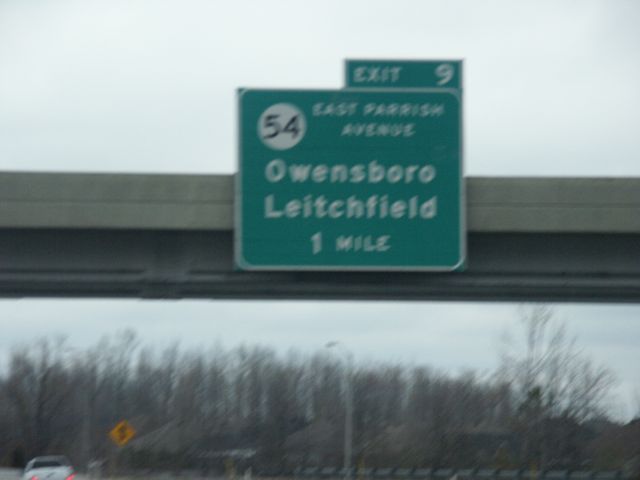 EXIT 9
54 EAST PARRISH
AVENUE
Owensboro
Leitchfield
1 MILE